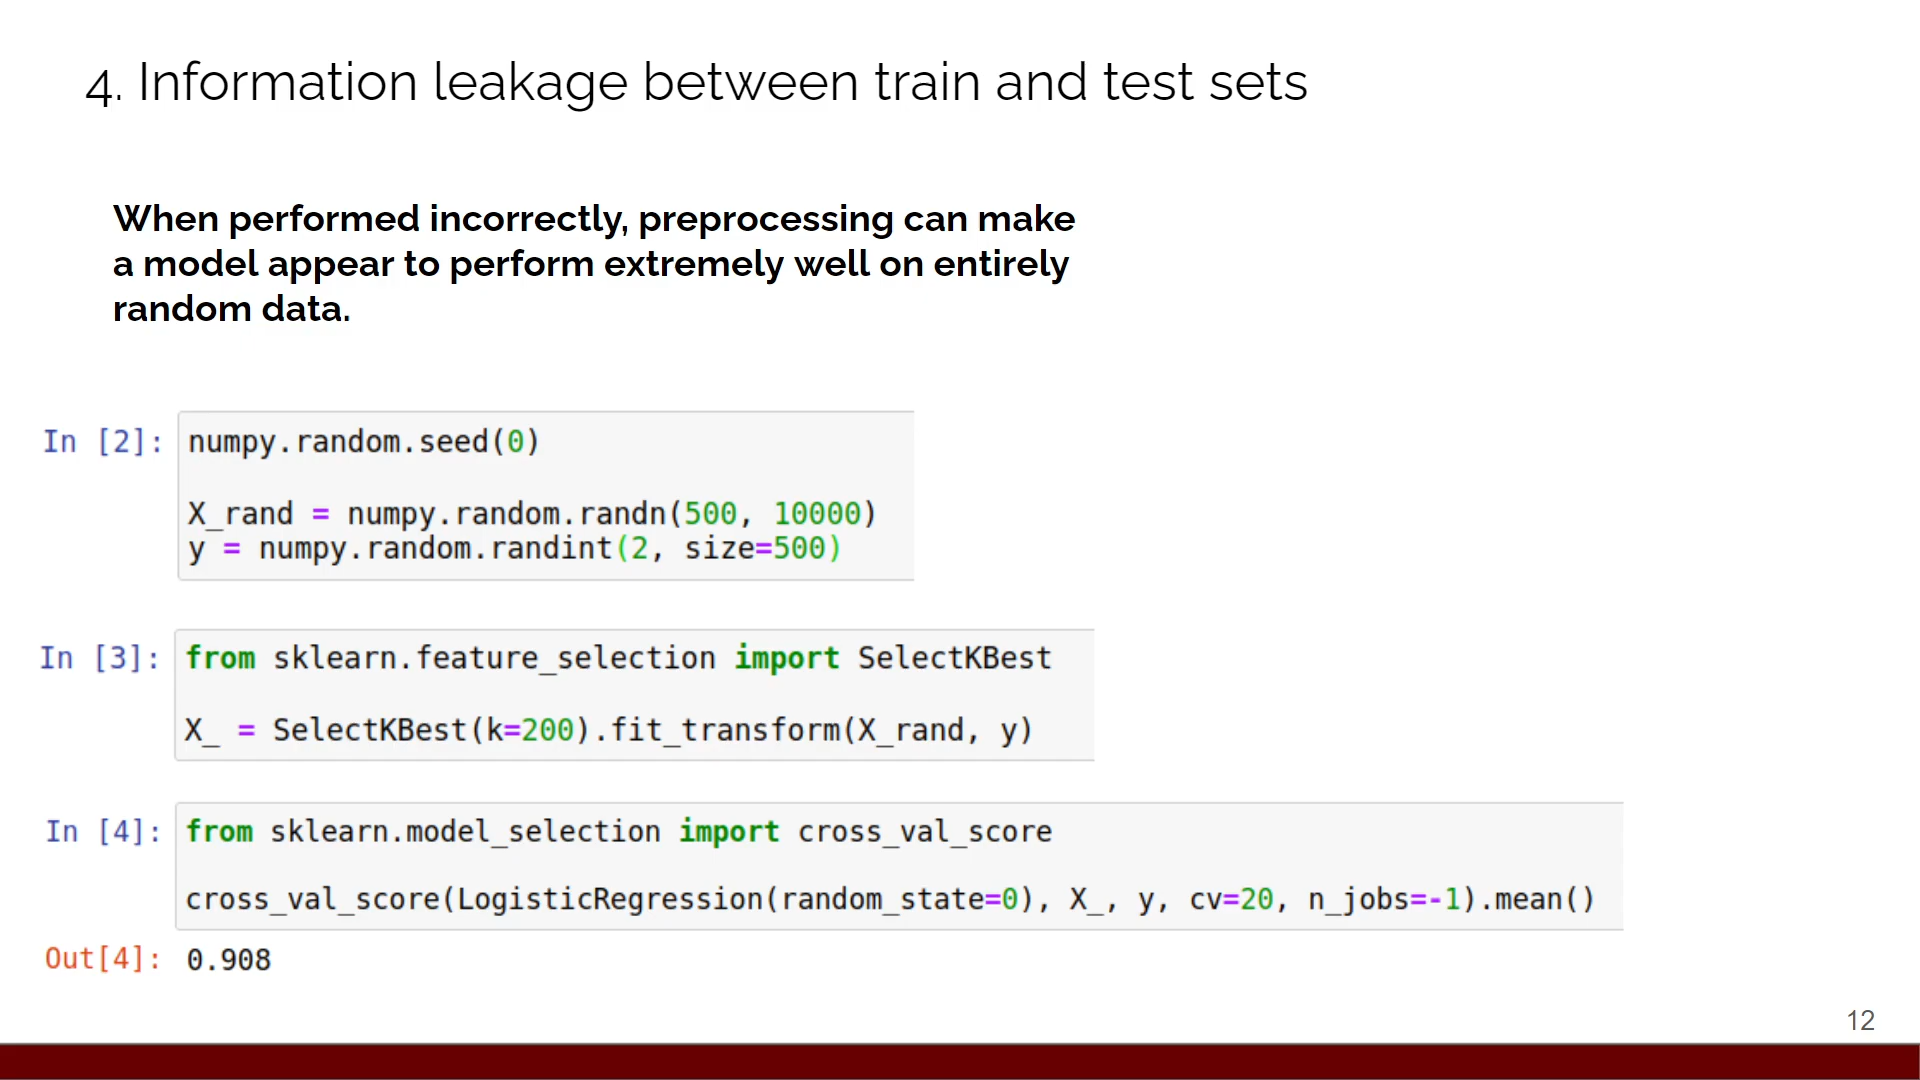 4. Information leakage between train and test sets
When performed incorrectly, preprocessing can make
a model appear to perform extremely well on entirely
random data.
In [2]: numpy.random.seed(0)
X_rand = numpy.random.randn(500, 10000)
y = numpy.random.randint(2, size=500)
In [3]: from sklearn.feature_selection import SelectKBest
X_ = SelectKBest(k=200).fit_transform(X_rand, y)
In [4]: from sklearn.model_selection import cross_val_score
cross_val_score(LogisticRegression(random_state=0), X_, y, cv=20, n_jobs=-1).mean()
Out[4]: 0.908
12